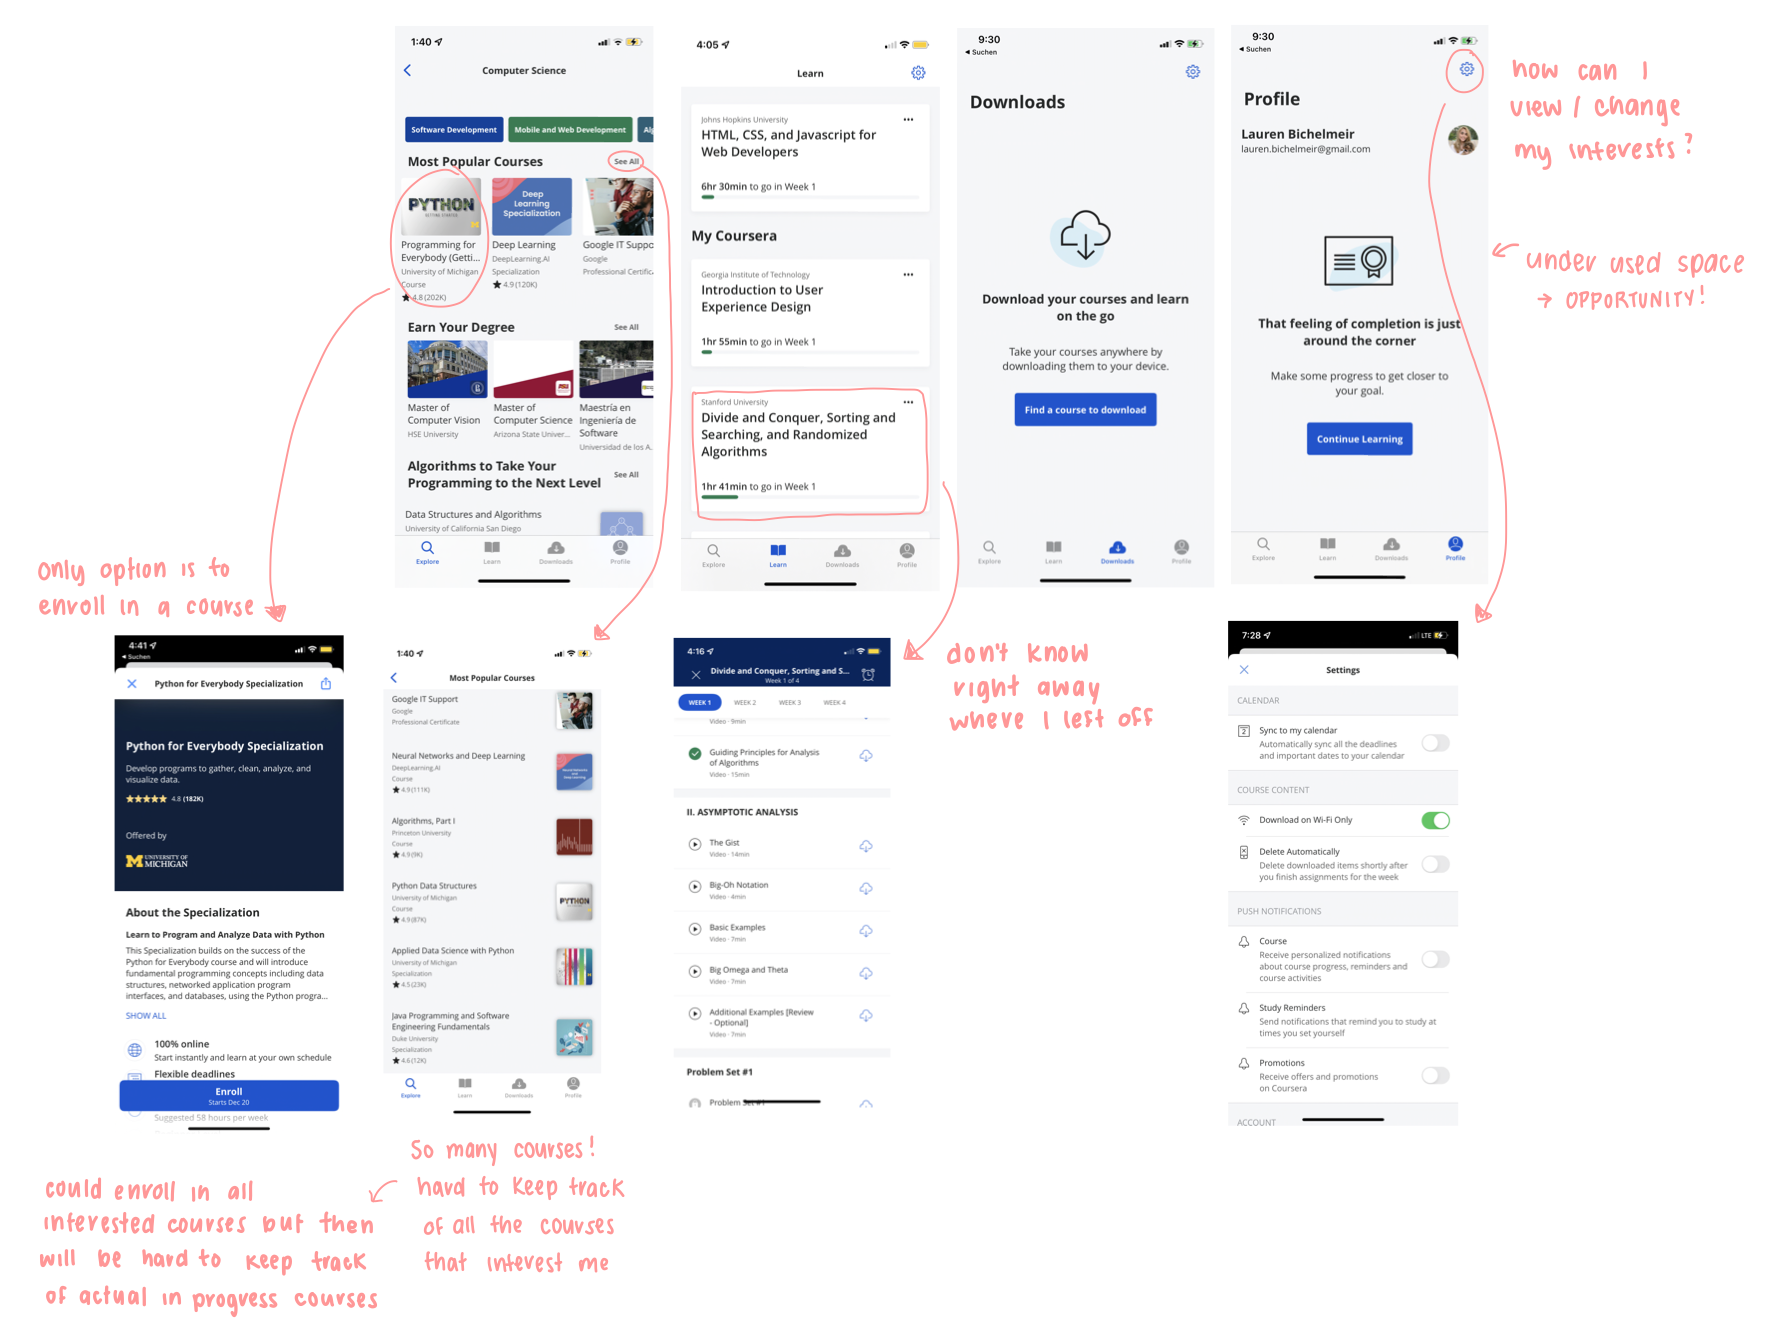 1:40
Computer Science
Software Development
Mobile and Web Development
Alg
Most Popular Courses
See All
PYTHON
GETTING STARTED
Deep
Learning
Specialization
Programming for
Everybody (Getti...
University of Michigan
Course
★ 4.8 (202K)
Deep Learning
DeepLearning.AI
Specialization
★ 4.9 (120K)
Google IT Suppo
Google
Professional Certific
Earn Your Degree
See All
Master of
Computer Vision
HSE University
Master of
Computer Science
Arizona State Univer...
Maestría en
Ingeniería de
Software
Universidad de los A.
Algorithms to Take Your
Programming to the Next Level
See All
Data Structures and Algorithms
University of California San Diego
Explore
Learn
Downloads
Profile
4:05
Learn
Johns Hopkins University
HTML, CSS, and Javascript for
Web Developers
6hr 30min to go in Week 1
My Coursera
Georgia Institute of Technology
Introduction to User
Experience Design
1hr 55min to go in Week 1
Stanford University
Divide and Conquer, Sorting and
Searching, and Randomized
Algorithms
1hr 41min to go in Week 1
Explore
Learn
Downloads
Profile
9:30
◄ Suchen
Downloads
Download your courses and learn
on the go
Take your courses anywhere by
downloading them to your device.
Find a course to download
Explore
Learn
Downloads
Profile
9:30
◄ Suchen
Profile
Lauren Bichelmeir
lauren.bichelmeir@gmail.com
That feeling of completion is just
around the corner
Make some progress to get closer to
your goal.
Continue Learning
Explore
Learn
Downloads
Profile
how can I
view / change
my interests?
under used space
→ OPPORTUNITY!
only option is to
enroll in a course
4:41
◄ Suchen
Python for Everybody Specialization
Python for Everybody Specialization
Develop programs to gather, clean, analyze, and
visualize data.
4.8 (182K)
Offered by
M UNIVERSITY OF
MICHIGAN
About the Specialization
Learn to Program and Analyze Data with Python
This Specialization builds on the success of the
Python for Everybody course and will introduce
fundamental programming concepts including data
structures, networked application program
interfaces, and databases, using the Python progra...
SHOW ALL
100% online
Start instantly and learn at your own schedule
Flexible deadlines
Enroll
Starts Dec 20
Suggested 58 hours per week
1:40
Most Popular Courses
Google IT Support
Google
Professional Certificate
Neural Networks and Deep Learning
DeepLearning.AI
Course
★ 4.9 (111K)
Algorithms, Part I
Princeton University
Course
★ 4.9 (9K)
Python Data Structures
University of Michigan
Course
★ 4.9 (87K)
PYTHON
Applied Data Science with Python
University of Michigan
Specialization
★ 4.5 (23K)
Java Programming and Software
Engineering Fundamentals
Duke University
Specialization
★ 4.6 (12K)
Explore
Learn
Downloads
Profile
4:16
Divide and Conquer, Sorting and S...
Week 1 of 4
WEEK 1
WEEK 2
WEEK 3
WEEK 4
Video · 9min
Guiding Principles for Analysis
of Algorithms
Video · 15min
II. ASYMPTOTIC ANALYSIS
The Gist
Video · 14min
Big-Oh Notation
Video · 4min
Basic Examples
Video · 7min
Big Omega and Theta
Video · 7min
Additional Examples [Review
- Optional]
Video · 7min
Problem Set #1
Problem Set #1
don't know
right away
where I left off
7:28
LTE
Settings
CALENDAR
Sync to my calendar
Automatically sync all the deadlines
and important dates to your calendar
COURSE CONTENT
Download on Wi-Fi Only
Delete Automatically
Delete downloaded items shortly after
you finish assignments for the week
PUSH NOTIFICATIONS
Course
Receive personalized notifications
about course progress, reminders and
course activities
Study Reminders
Send notifications that remind you to study at
times you set yourself
Promotions
Receive offers and promotions
on Coursera
ACCOUNT
So many courses!
hard to keep track
of all the courses
that interest me
could enroll in all
interested courses but then
will be hard to keep track
of actual in progress courses